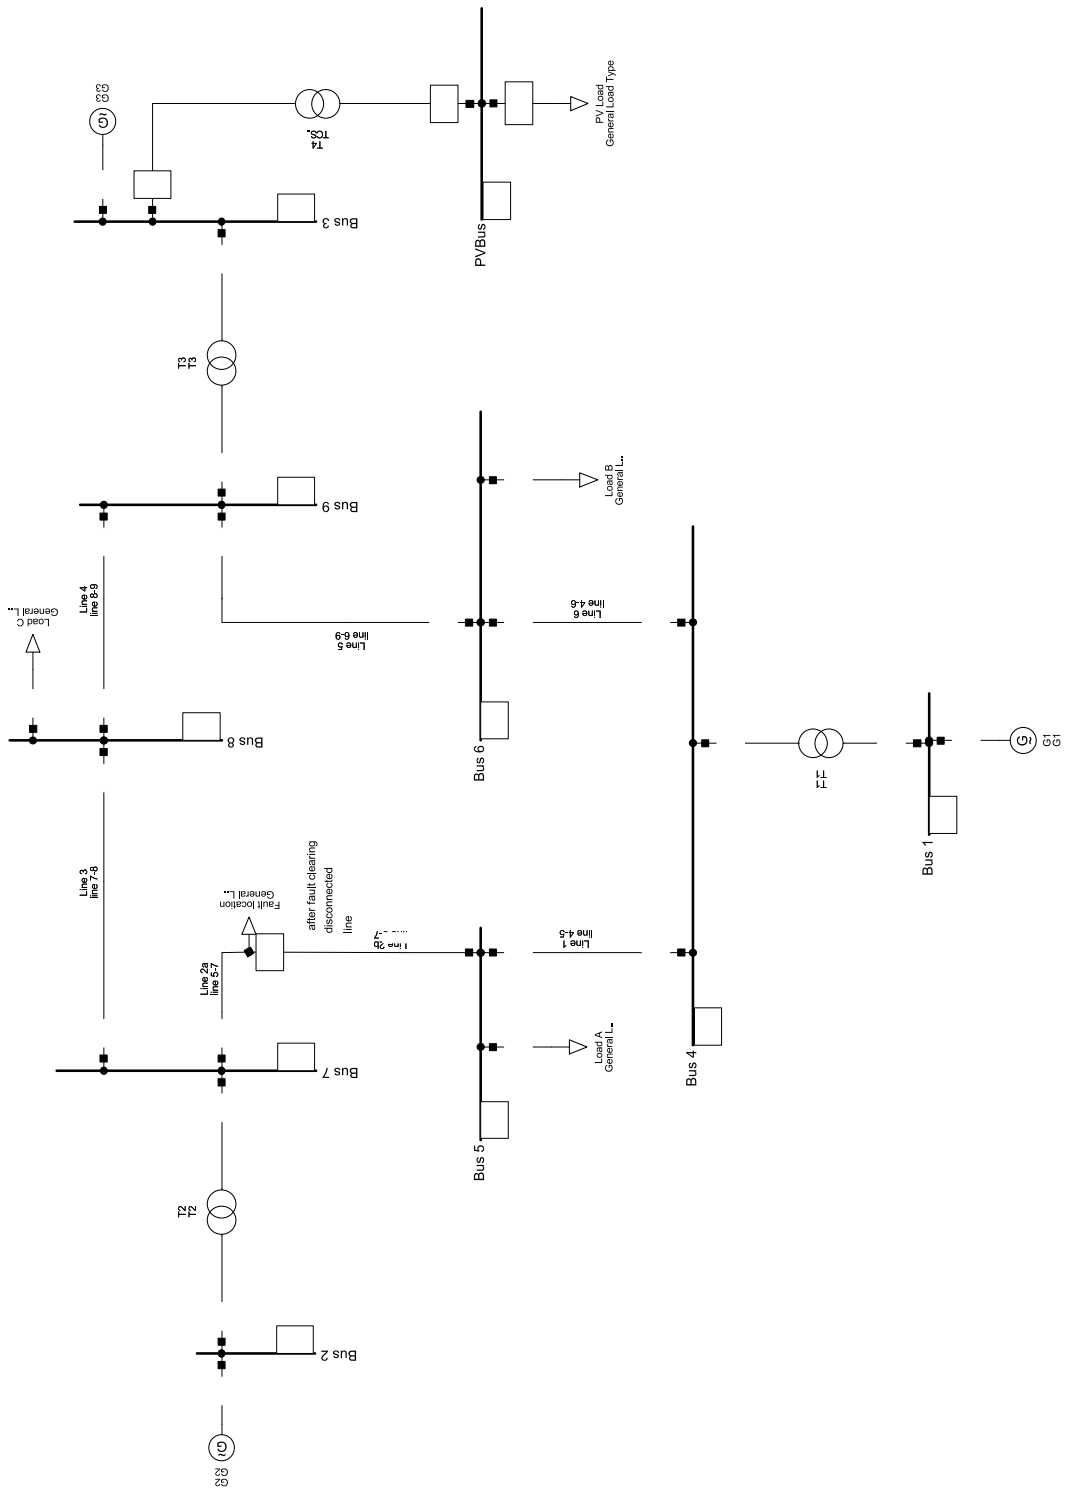 G3
G3
T4
TCS.
PV Load
General Load Type
Bus 3
PVBus
T3
T3
Bus 9
Load B
General L..
Line 4
line 8-9
Load C
General L..
Line 5
line 6-9
Line 6
line 4-6
Bus 8
Bus 6
T1
T1
G1
G1
Bus 1
Line 3
line 7-8
Fault location
General L..
after fault clearing
disconnected
line
Line 2a
line 5-7
Line 2b
Line 1
line 4-5
Bus 7
Load A
General L..
Bus 4
Bus 5
T2
T2
Bus 2
G
G
G
G2
G2